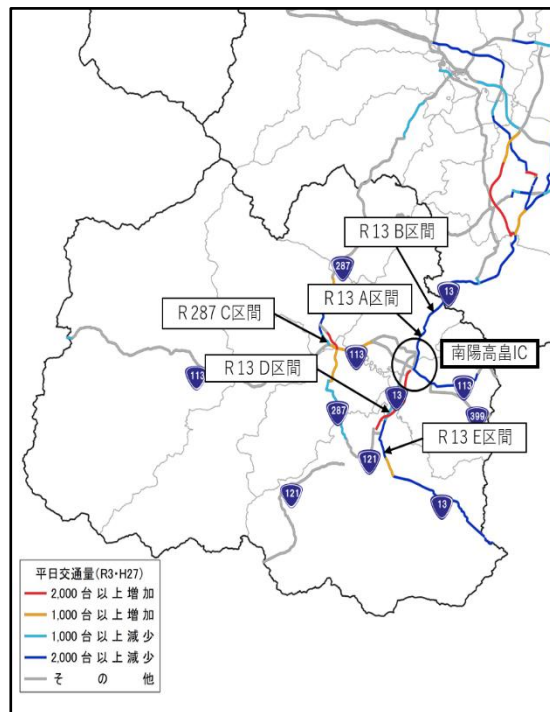 R13 B区間
287
R13 A区間
13
R287 C区間
113
南陽高畠IC
R13 D区間
113
113
13
287
399
R13 E区間
121
121
13
平日交通量(R3-H27)
2,000台以上増加
1,000台以上増加
1,000台以上減少
2,000台以上減少
その他